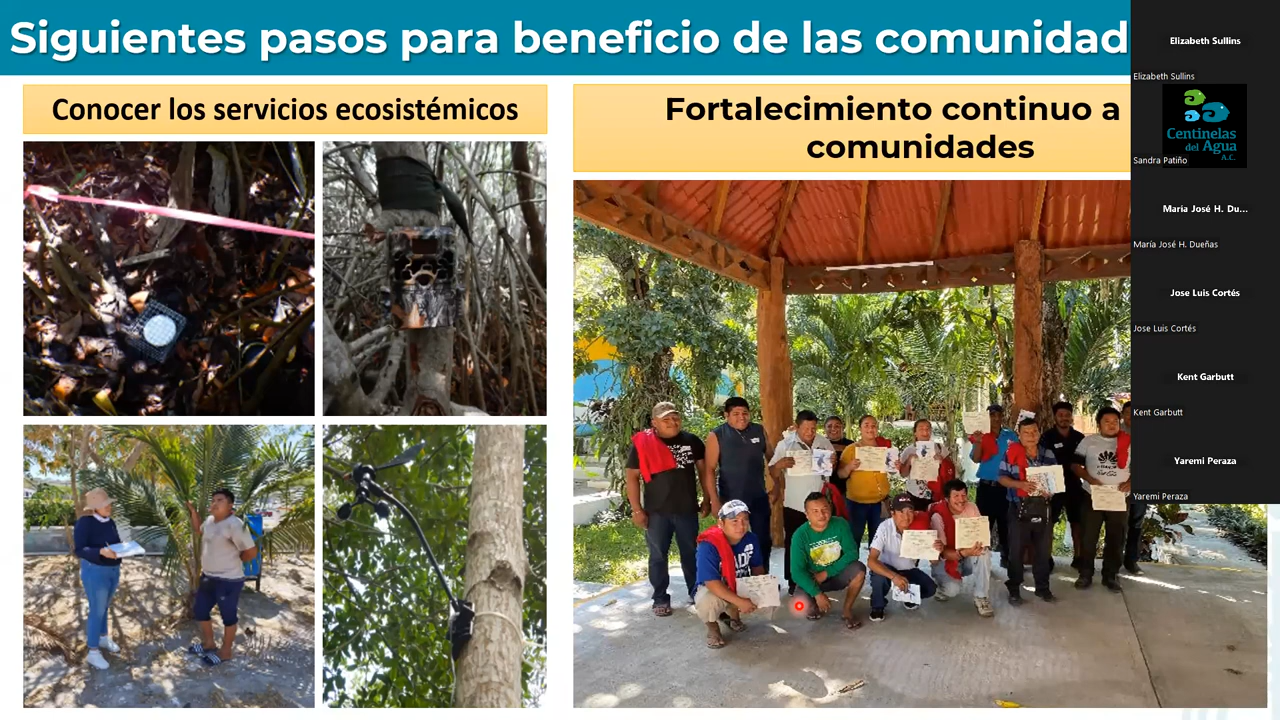 Siguientes pasos para beneficio de las comunidad
Conocer los servicios ecosistémicos
Fortalecimiento continuo a
comunidades
Elizabeth Sullins
Elizabeth Sullins
Centinelas
del Agua
A.C.
Sandra Patiño
Maria José H. Du...
María José H. Dueñas
Jose Luis Cortés
Jose Luis Cortés
Kent Garbutt
Kent Garbutt
Yaremi Peraza
Yaremi Peraza